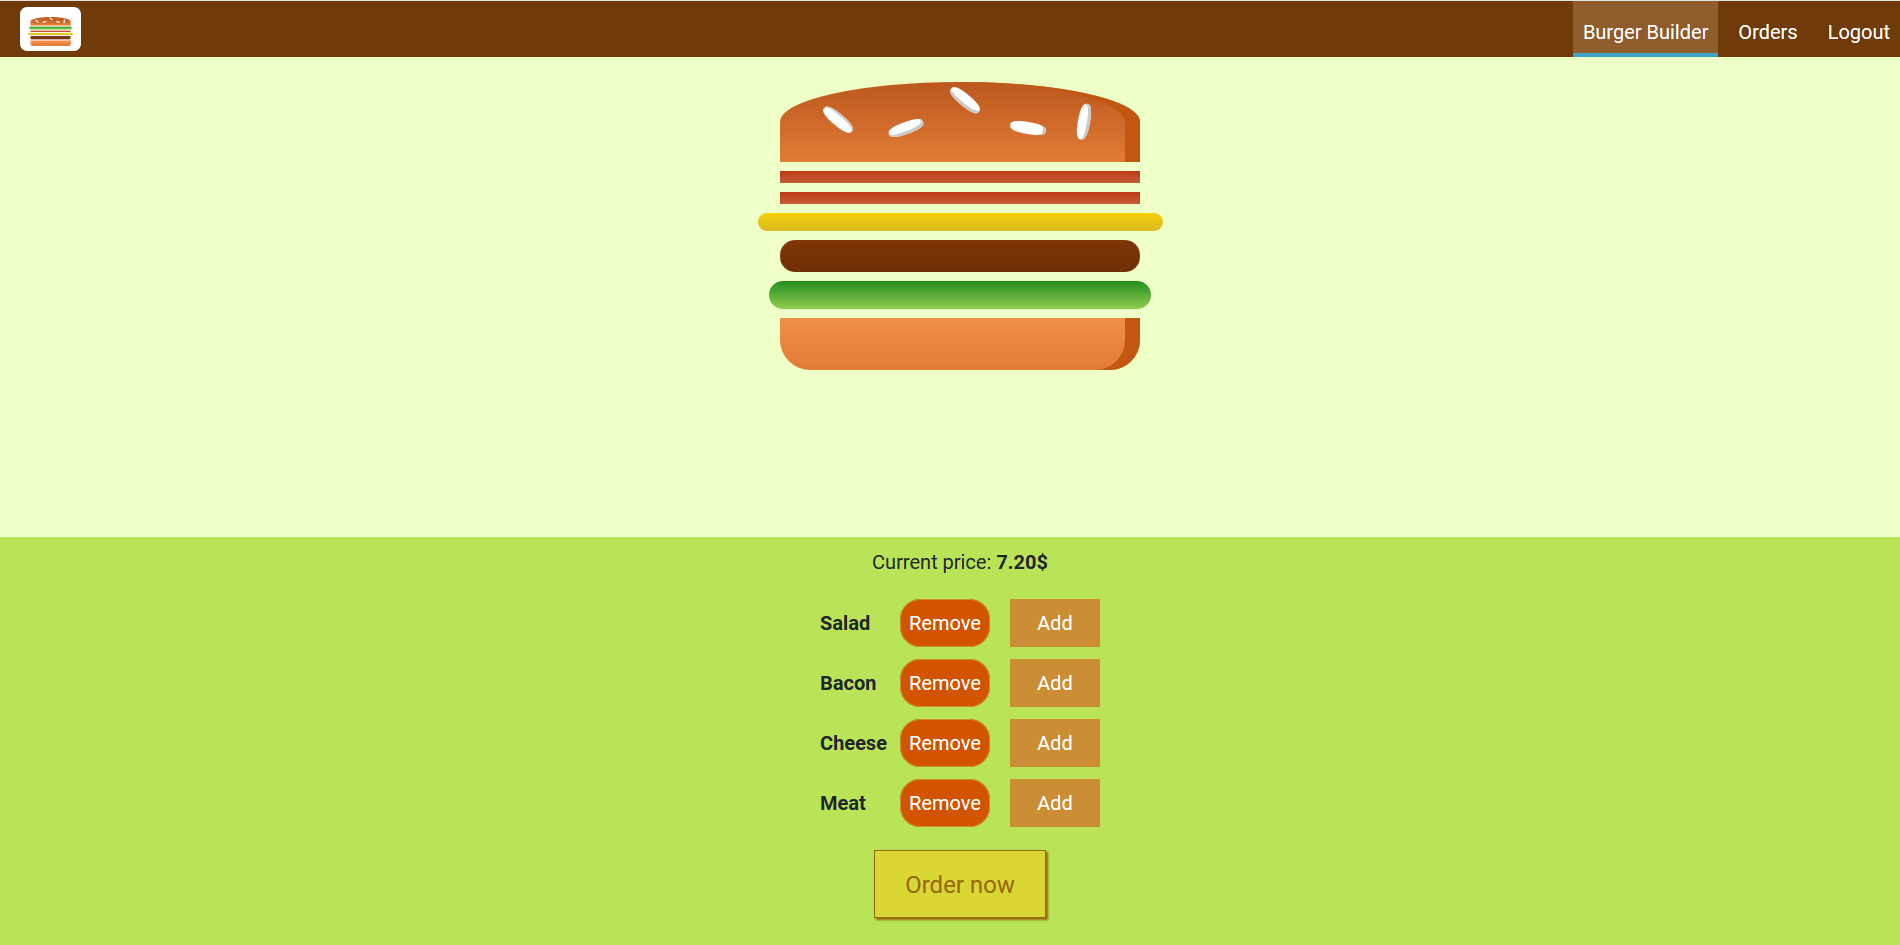 Burger Builder Orders Logout
Current price: 7.20$
Salad Remove Add
Bacon Remove Add
Cheese Remove Add
Meat Remove Add
Order now